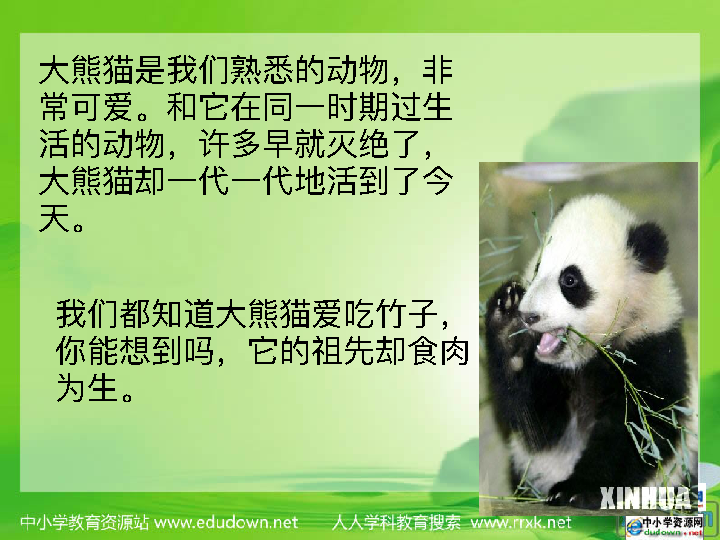 大熊猫是我们熟悉的动物，非
常可爱。和它在同一时期过生
活的动物，许多早就灭绝了，
大熊猫却一代一代地活到了今
天。
我们都知道大熊猫爱吃竹子，
你能想到吗，它的祖先却食肉
为生。
XINHUA
中小学教育资源站 www.edudown.net 人人学科教育搜索 www.rrxk.net
中小学资源网
edudown.net